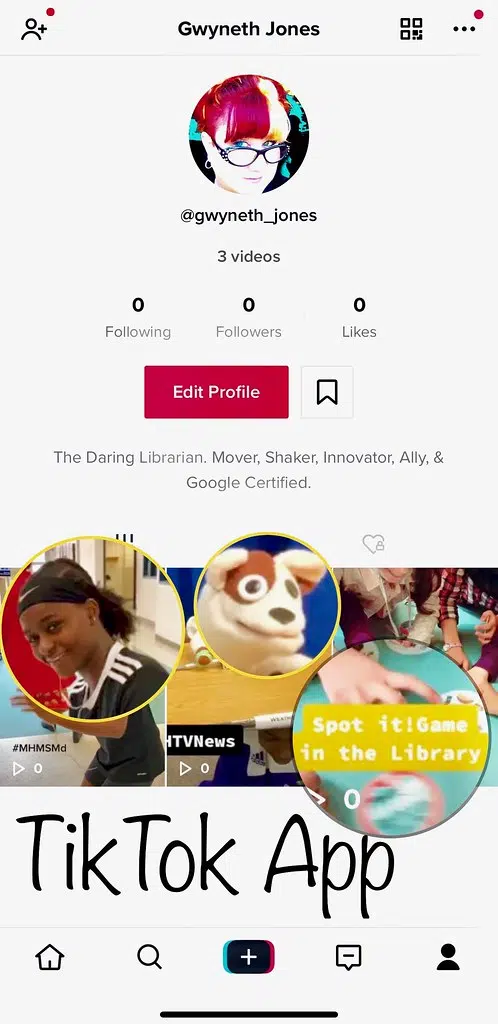 Gwyneth Jones
@gwyneth_jones
3 videos
0 0 0
Following Followers Likes
Edit Profile
The Daring Librarian. Mover, Shaker, Innovator, Ally, &
Google Certified.
#MHMSMd
0
WEATHE
HTVNews
0
Spot it!Game
in the Library
0
TikTok App